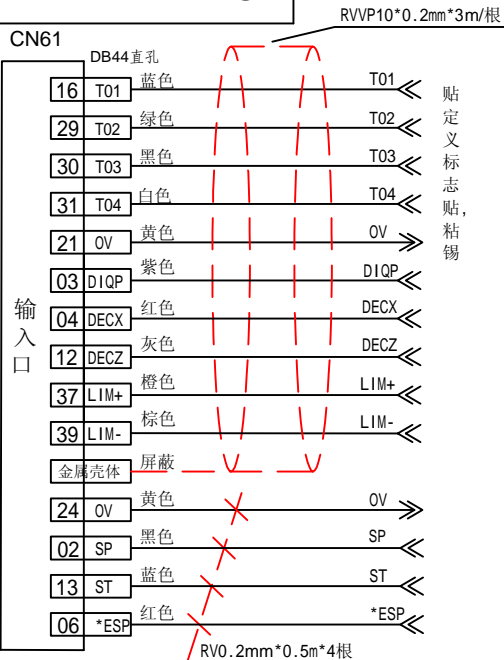 RVVP10*0.2mm*3m/根
CN61
DB44直孔
16 T01 蓝色 T01
29 T02 绿色 T02
30 T03 黑色 T03
31 T04 白色 T04
21 0V 黄色 0V
03 DIQP 紫色 DIQP
04 DECX 红色 DECX
12 DECZ 灰色 DECZ
37 LIM+ 橙色 LIM+
39 LIM- 棕色 LIM-
金属壳体 屏蔽
24 0V 黄色 0V
02 SP 黑色 SP
13 ST 蓝色 ST
06 *ESP 红色 *ESP
输入口
贴定义标志贴，粘锡
RV0.2mm*0.5m*4根